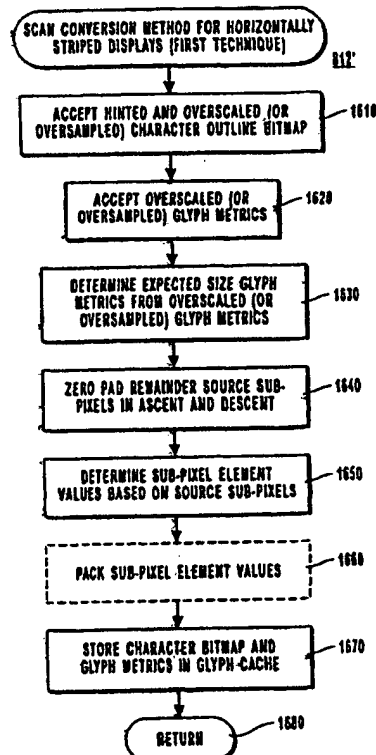 SCAN CONVERSION METHOD FOR HORIZONTALLY
STRIPED DISPLAYS (FIRST TECHNIQUE)
812'
ACCEPT HINTED AND OVERSCALED (OR
OVERSAMPLED) CHARACTER OUTLINE BITMAP
1610
ACCEPT OVERSCALED (OR
OVERSAMPLED) GLYPH METRICS
1620
DETERMINE EXPECTED SIZE GLYPH
METRICS FROM OVERSCALED (OR
OVERSAMPLED) GLYPH METRICS
1630
ZERO PAD REMAINDER SOURCE SUB-
PIXELS IN ASCENT AND DESCENT
1640
DETERMINE SUB-PIXEL ELEMENT
VALUES BASED ON SOURCE SUB-PIXELS
1650
PACK SUB-PIXEL ELEMENT VALUES
1660
STORE CHARACTER BITMAP AND
GLYPH METRICS IN GLYPH-CACHE
1670
RETURN
1680